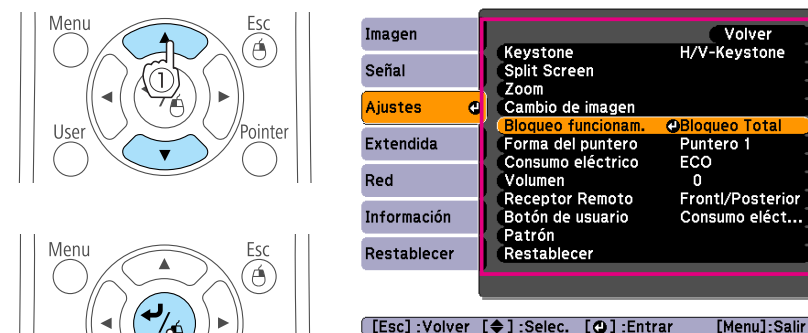 Menu
Esc
1
User
Pointer
Menu
Esc
Imagen
Señal
Ajustes
Extendida
Red
Información
Restablecer
Volver
Keystone H/V-Keystone
Split Screen
Zoom
Cambio de imagen
Bloqueo funcionam. Bloqueo Total
Forma del puntero Puntero 1
Consumo eléctrico ECO
Volumen 0
Receptor Remoto Frontl/Posterior
Botón de usuario Consumo eléct...
Patrón
Restablecer
[Esc] :Volver [◆] :Selec. [↵] :Entrar [Menu]:Salir